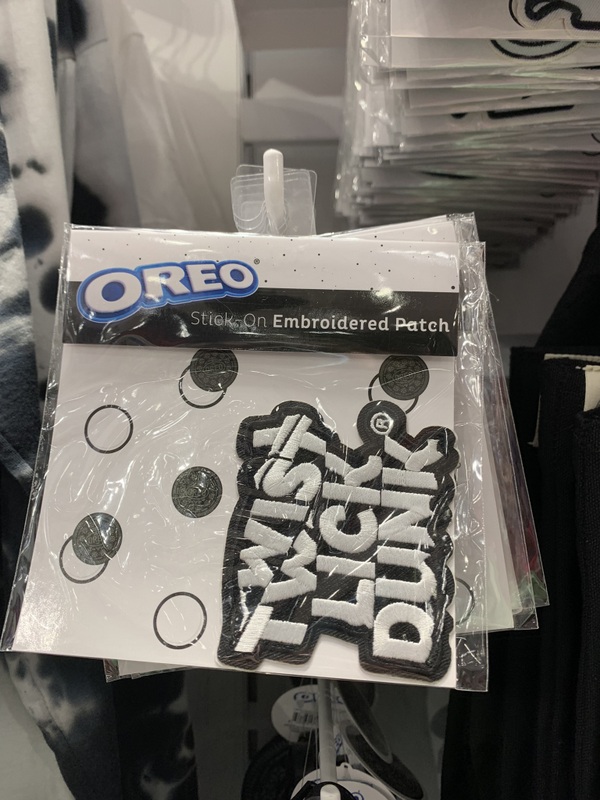 OREO®
Stick-On Embroidered Patch
TWIST
LICK
DUNK®